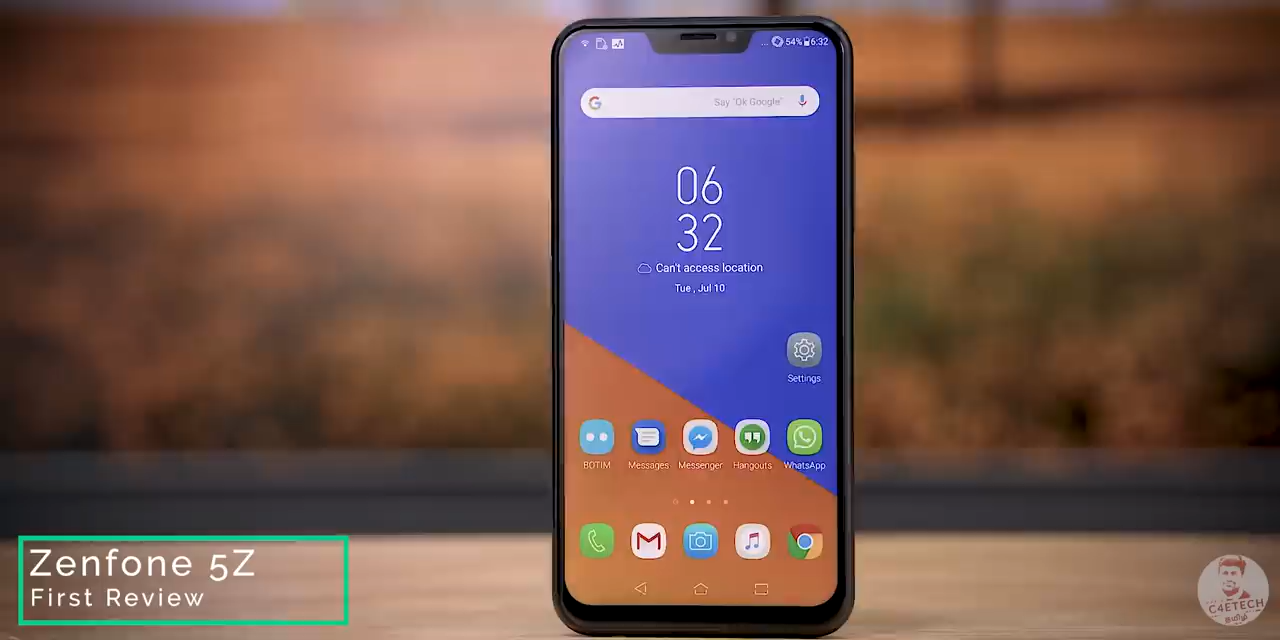 ... 54% 6:32
Say "Ok Google"
06
32
Can't access location
Tue , Jul 10
Settings
BOTIM Messages Messenger Hangouts WhatsApp
Zenfone 5Z
First Review
C4ETECH
தமிழ்